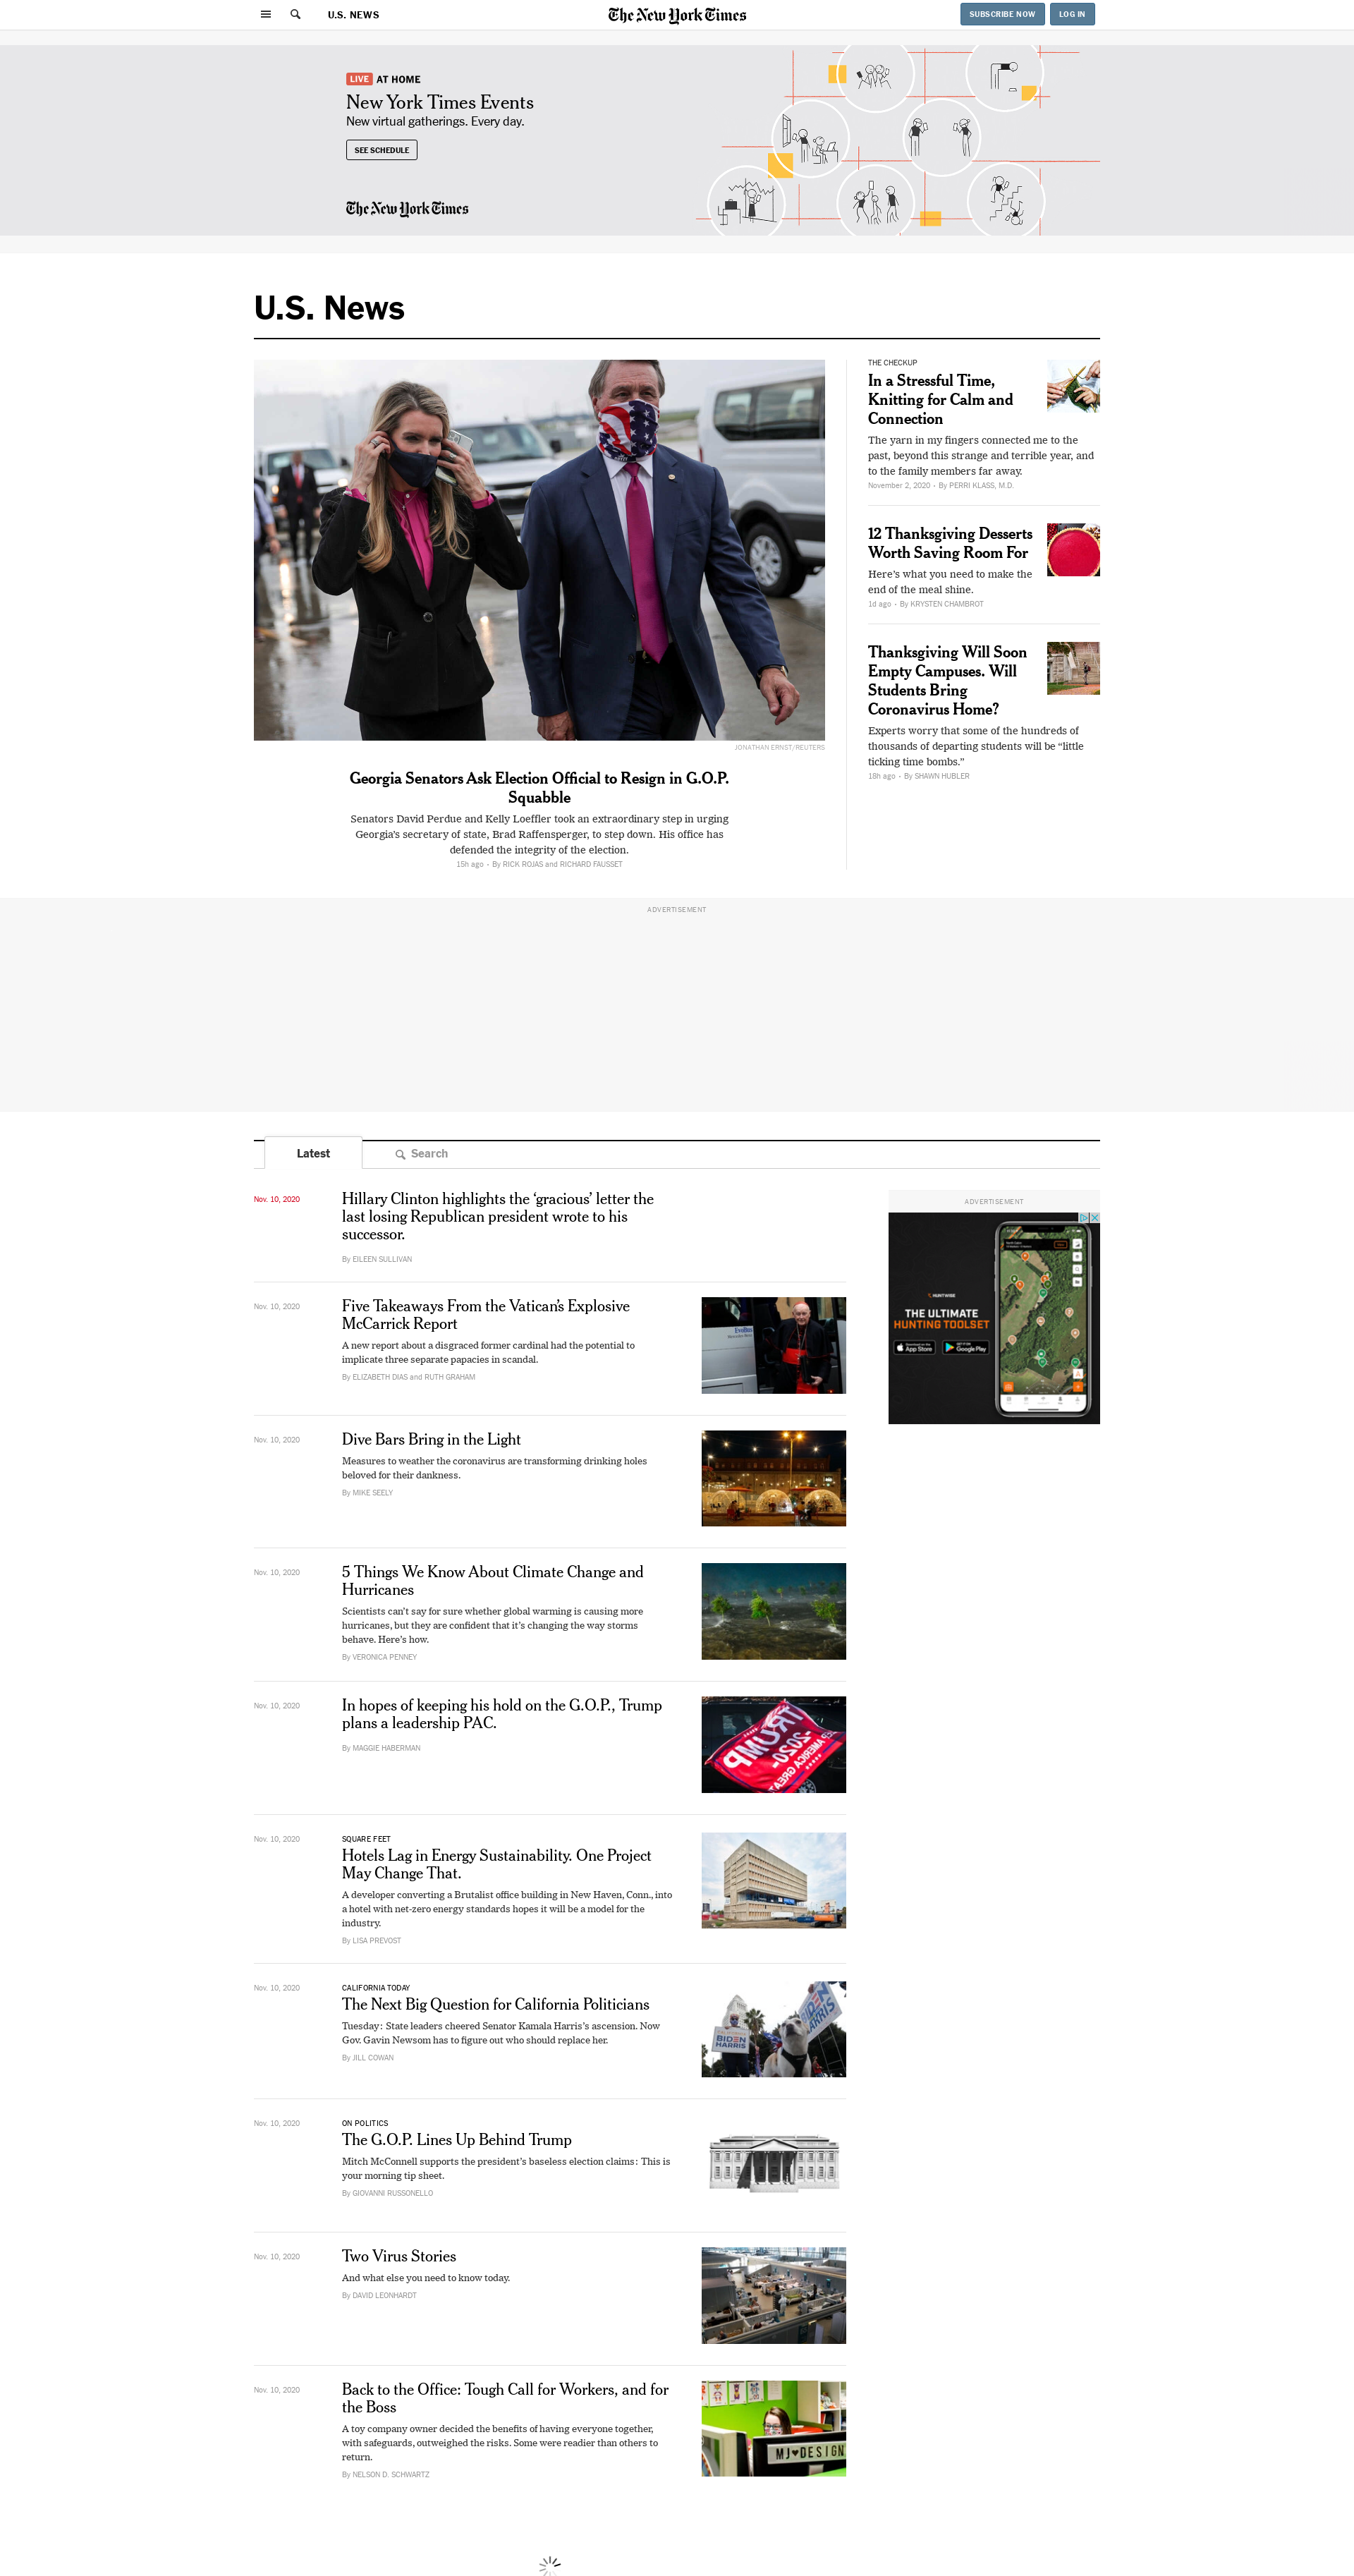 U.S. NEWS
The New York Times
SUBSCRIBE NOW
LOG IN
LIVE AT HOME
New York Times Events
New virtual gatherings. Every day.
SEE SCHEDULE
The New York Times
U.S. News
JONATHAN ERNST/REUTERS
Georgia Senators Ask Election Official to Resign in G.O.P.
Squabble
Senators David Perdue and Kelly Loeffler took an extraordinary step in urging
Georgia’s secretary of state, Brad Raffensperger, to step down. His office has
defended the integrity of the election.
15h ago • By RICK ROJAS and RICHARD FAUSSET
THE CHECKUP
In a Stressful Time,
Knitting for Calm and
Connection
The yarn in my fingers connected me to the
past, beyond this strange and terrible year, and
to the family members far away.
November 2, 2020 • By PERRI KLASS, M.D.
12 Thanksgiving Desserts
Worth Saving Room For
Here’s what you need to make the
end of the meal shine.
1d ago • By KRYSTEN CHAMBROT
Thanksgiving Will Soon
Empty Campuses. Will
Students Bring
Coronavirus Home?
Experts worry that some of the hundreds of
thousands of departing students will be “little
ticking time bombs.”
18h ago • By SHAWN HUBLER
ADVERTISEMENT
Latest
Search
Nov. 10, 2020
Hillary Clinton highlights the ‘gracious’ letter the
last losing Republican president wrote to his
successor.
By EILEEN SULLIVAN
ADVERTISEMENT
HUNTWISE
THE ULTIMATE
HUNTING TOOLSET
App Store
Google Play
Nov. 10, 2020
Five Takeaways From the Vatican’s Explosive
McCarrick Report
A new report about a disgraced former cardinal had the potential to
implicate three separate papacies in scandal.
By ELIZABETH DIAS and RUTH GRAHAM
Nov. 10, 2020
Dive Bars Bring in the Light
Measures to weather the coronavirus are transforming drinking holes
beloved for their dankness.
By MIKE SEELY
Nov. 10, 2020
5 Things We Know About Climate Change and
Hurricanes
Scientists can’t say for sure whether global warming is causing more
hurricanes, but they are confident that it’s changing the way storms
behave. Here’s how.
By VERONICA PENNEY
Nov. 10, 2020
In hopes of keeping his hold on the G.O.P., Trump
plans a leadership PAC.
By MAGGIE HABERMAN
TRUMP
2020
Nov. 10, 2020
SQUARE FEET
Hotels Lag in Energy Sustainability. One Project
May Change That.
A developer converting a Brutalist office building in New Haven, Conn., into
a hotel with net-zero energy standards hopes it will be a model for the
industry.
By LISA PREVOST
Nov. 10, 2020
CALIFORNIA TODAY
The Next Big Question for California Politicians
Tuesday: State leaders cheered Senator Kamala Harris’s ascension. Now
Gov. Gavin Newsom has to figure out who should replace her.
By JILL COWAN
BIDEN
HARRIS
BIDEN
HARRIS
Nov. 10, 2020
ON POLITICS
The G.O.P. Lines Up Behind Trump
Mitch McConnell supports the president’s baseless election claims: This is
your morning tip sheet.
By GIOVANNI RUSSONELLO
Nov. 10, 2020
Two Virus Stories
And what else you need to know today.
By DAVID LEONHARDT
Nov. 10, 2020
Back to the Office: Tough Call for Workers, and for
the Boss
A toy company owner decided the benefits of having everyone together,
with safeguards, outweighed the risks. Some were readier than others to
return.
By NELSON D. SCHWARTZ
MJ♥DESIGN